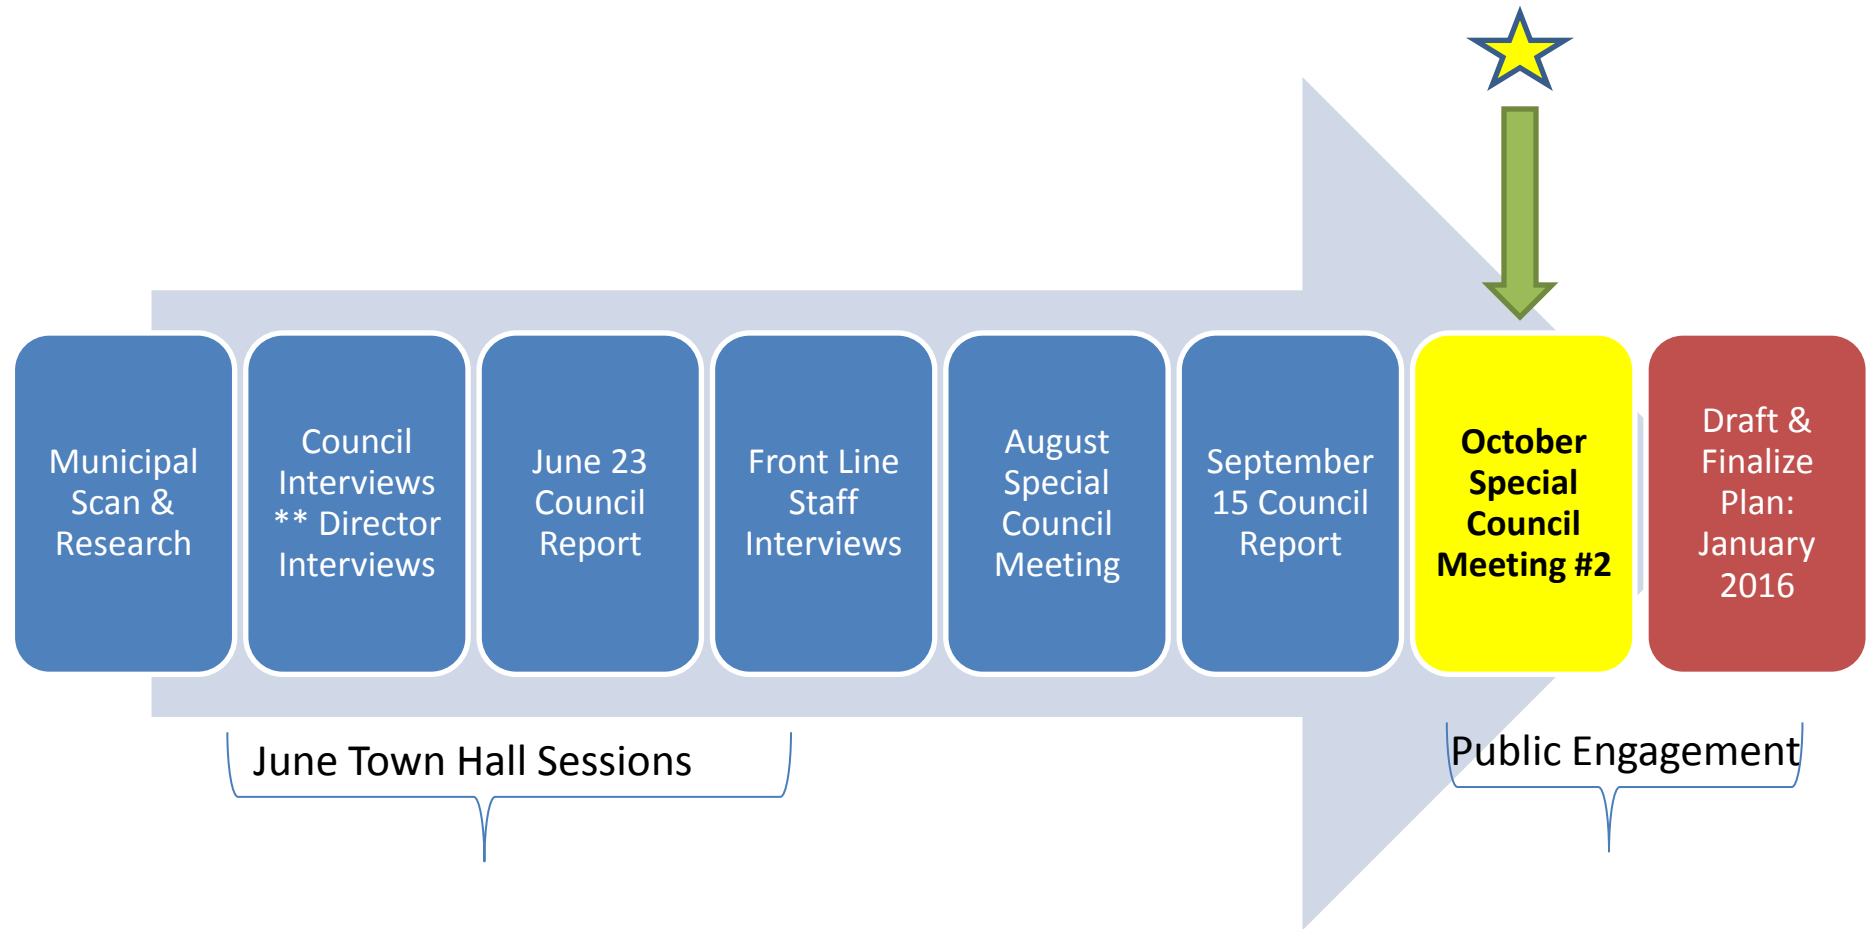 Municipal
Scan &
Research
Council
Interviews
** Director
Interviews
June 23
Council
Report
Front Line
Staff
Interviews
August
Special
Council
Meeting
September
15 Council
Report
October
Special
Council
Meeting #2
Draft &
Finalize
Plan:
January
2016
June Town Hall Sessions
Public Engagement